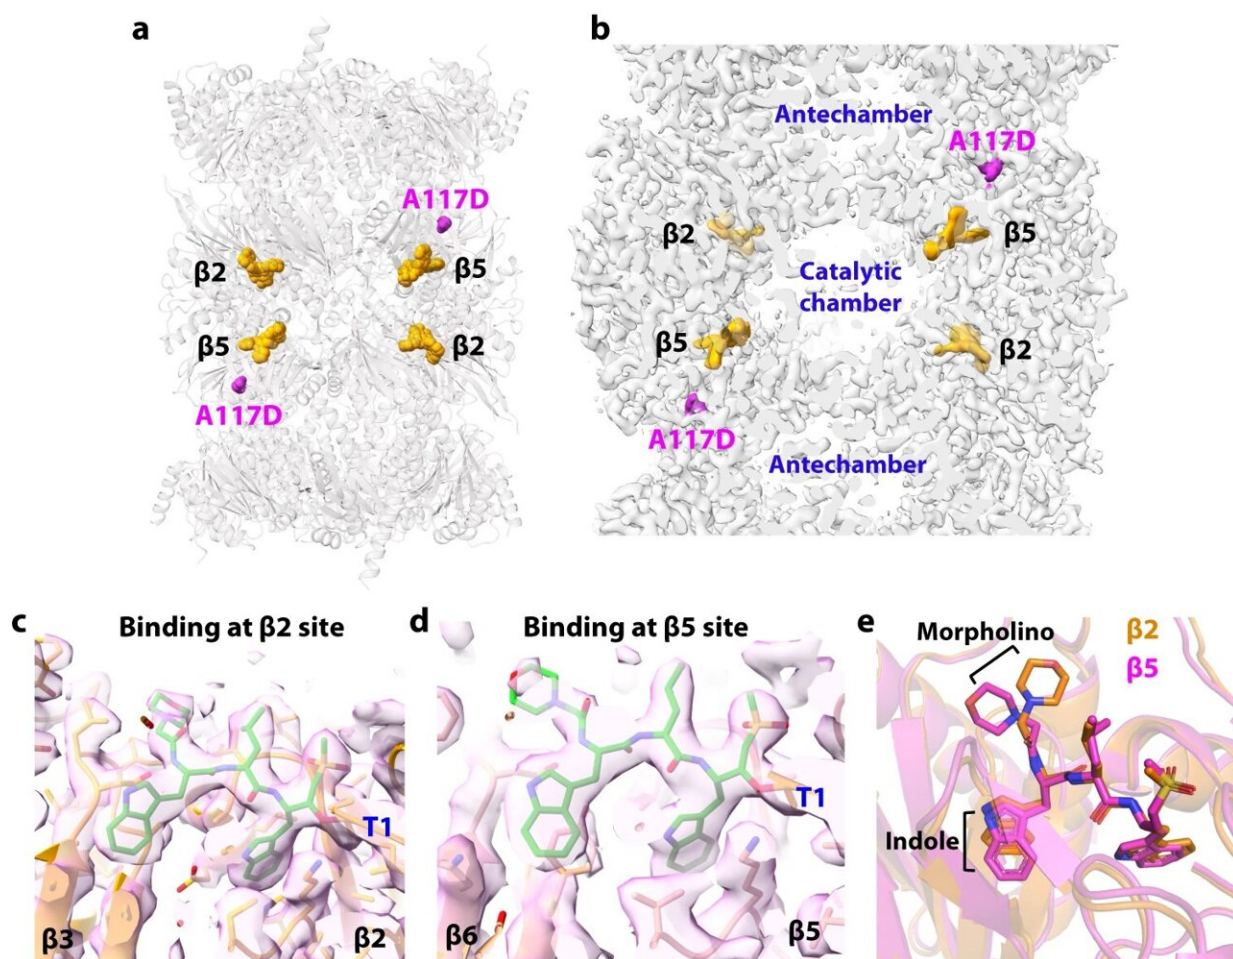 a
A117D
β2
β5
β5
β2
A117D
b
Antechamber
A117D
β2
β5
Catalytic
chamber
β5
β2
A117D
Antechamber
c
Binding at β2 site
T1
β3
β2
d
Binding at β5 site
T1
β6
β5
e
Morpholino
β2
β5
Indole